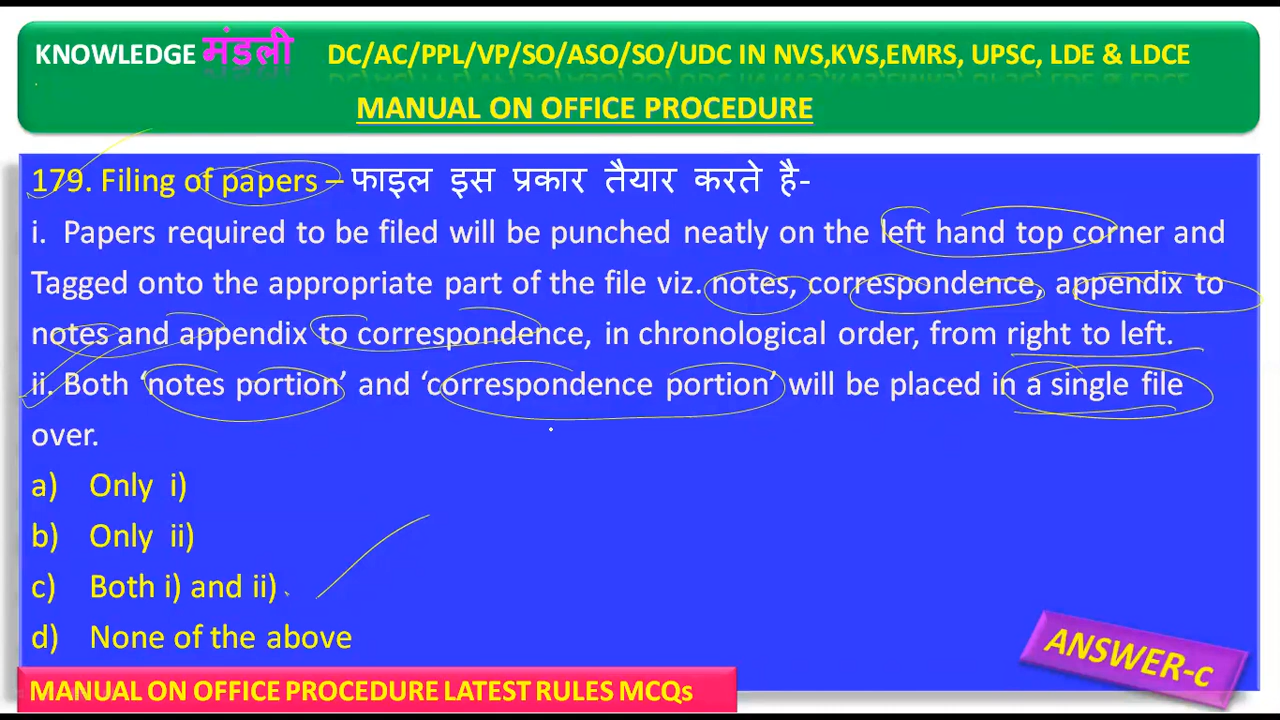 KNOWLEDGE मंडली DC/AC/PPL/VP/SO/ASO/SO/UDC IN NVS,KVS,EMRS, UPSC, LDE & LDCE
MANUAL ON OFFICE PROCEDURE
179. Filing of papers – फाइल इस प्रकार तैयार करते है-
i. Papers required to be filed will be punched neatly on the left hand top corner and
Tagged onto the appropriate part of the file viz. notes, correspondence, appendix to
notes and appendix to correspondence, in chronological order, from right to left.
ii. Both ‘notes portion’ and ‘correspondence portion’ will be placed in a single file
over.
a) Only i)
b) Only ii)
c) Both i) and ii)
d) None of the above
ANSWER-c
MANUAL ON OFFICE PROCEDURE LATEST RULES MCQs